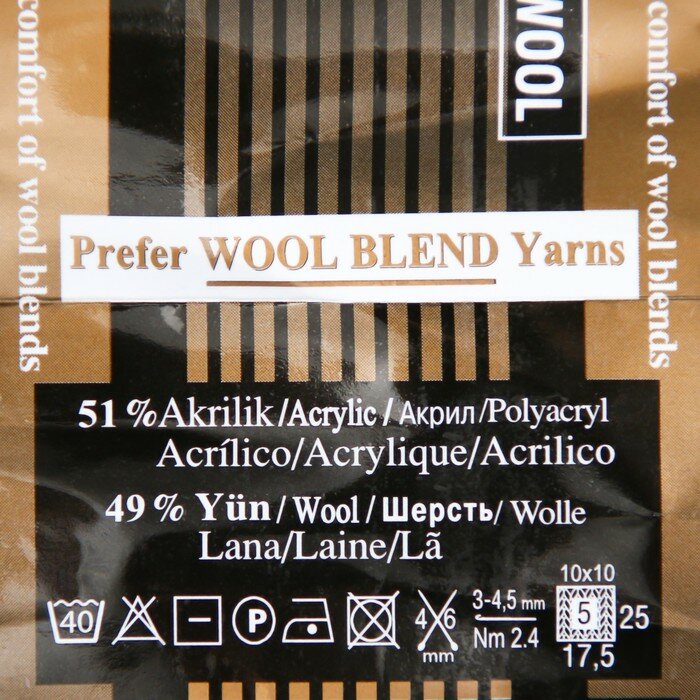 WOOL
comfort of wool blends
comfort of wool blends
Prefer WOOL BLEND Yarns
51 % Akrilik / Acrylic / Акрил / Polyacryl
Acrílico/Acrylique/Acrilico
49 % Yün / Wool / Шерсть / Wolle
Lana/Laine/Lã
40
P
4 6
mm
3-4,5 mm
Nm 2.4
10x10
5
25
17,5